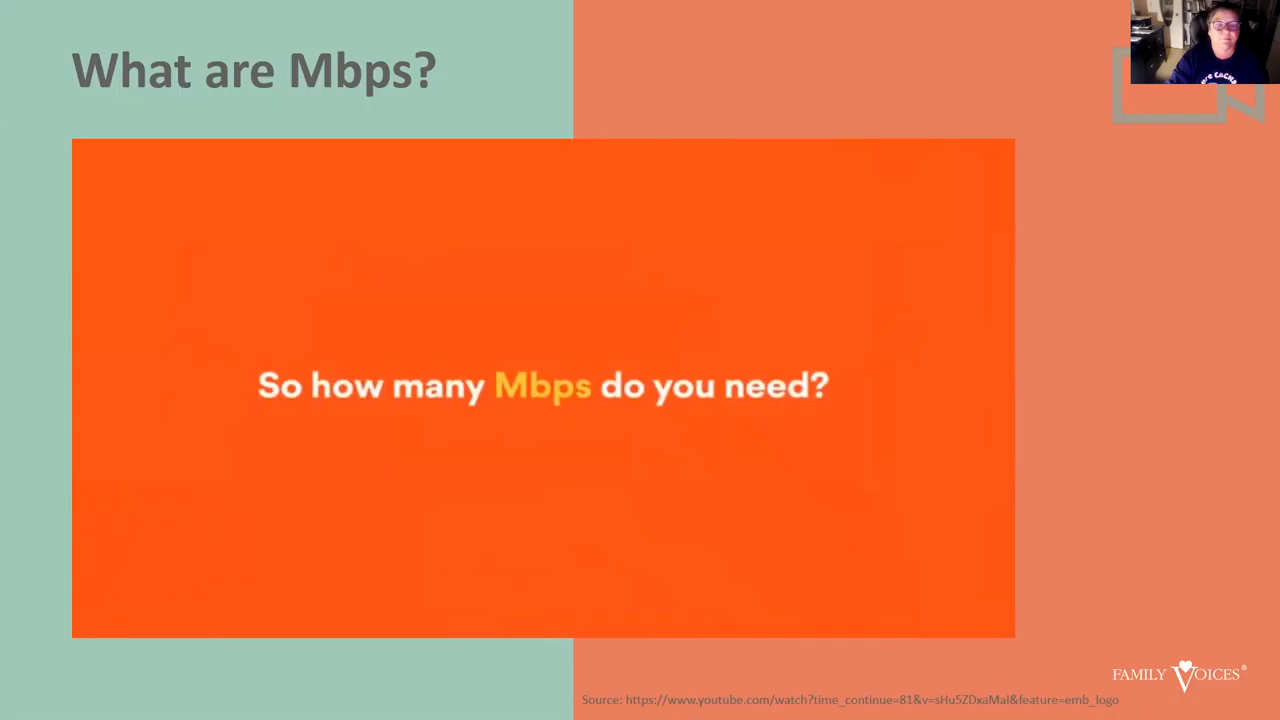 What are Mbps?
So how many Mbps do you need?
FAMILY VOICES®
Source: https://www.youtube.com/watch?time_continue=81&v=sHu5ZDxaMaI&feature=emb_logo